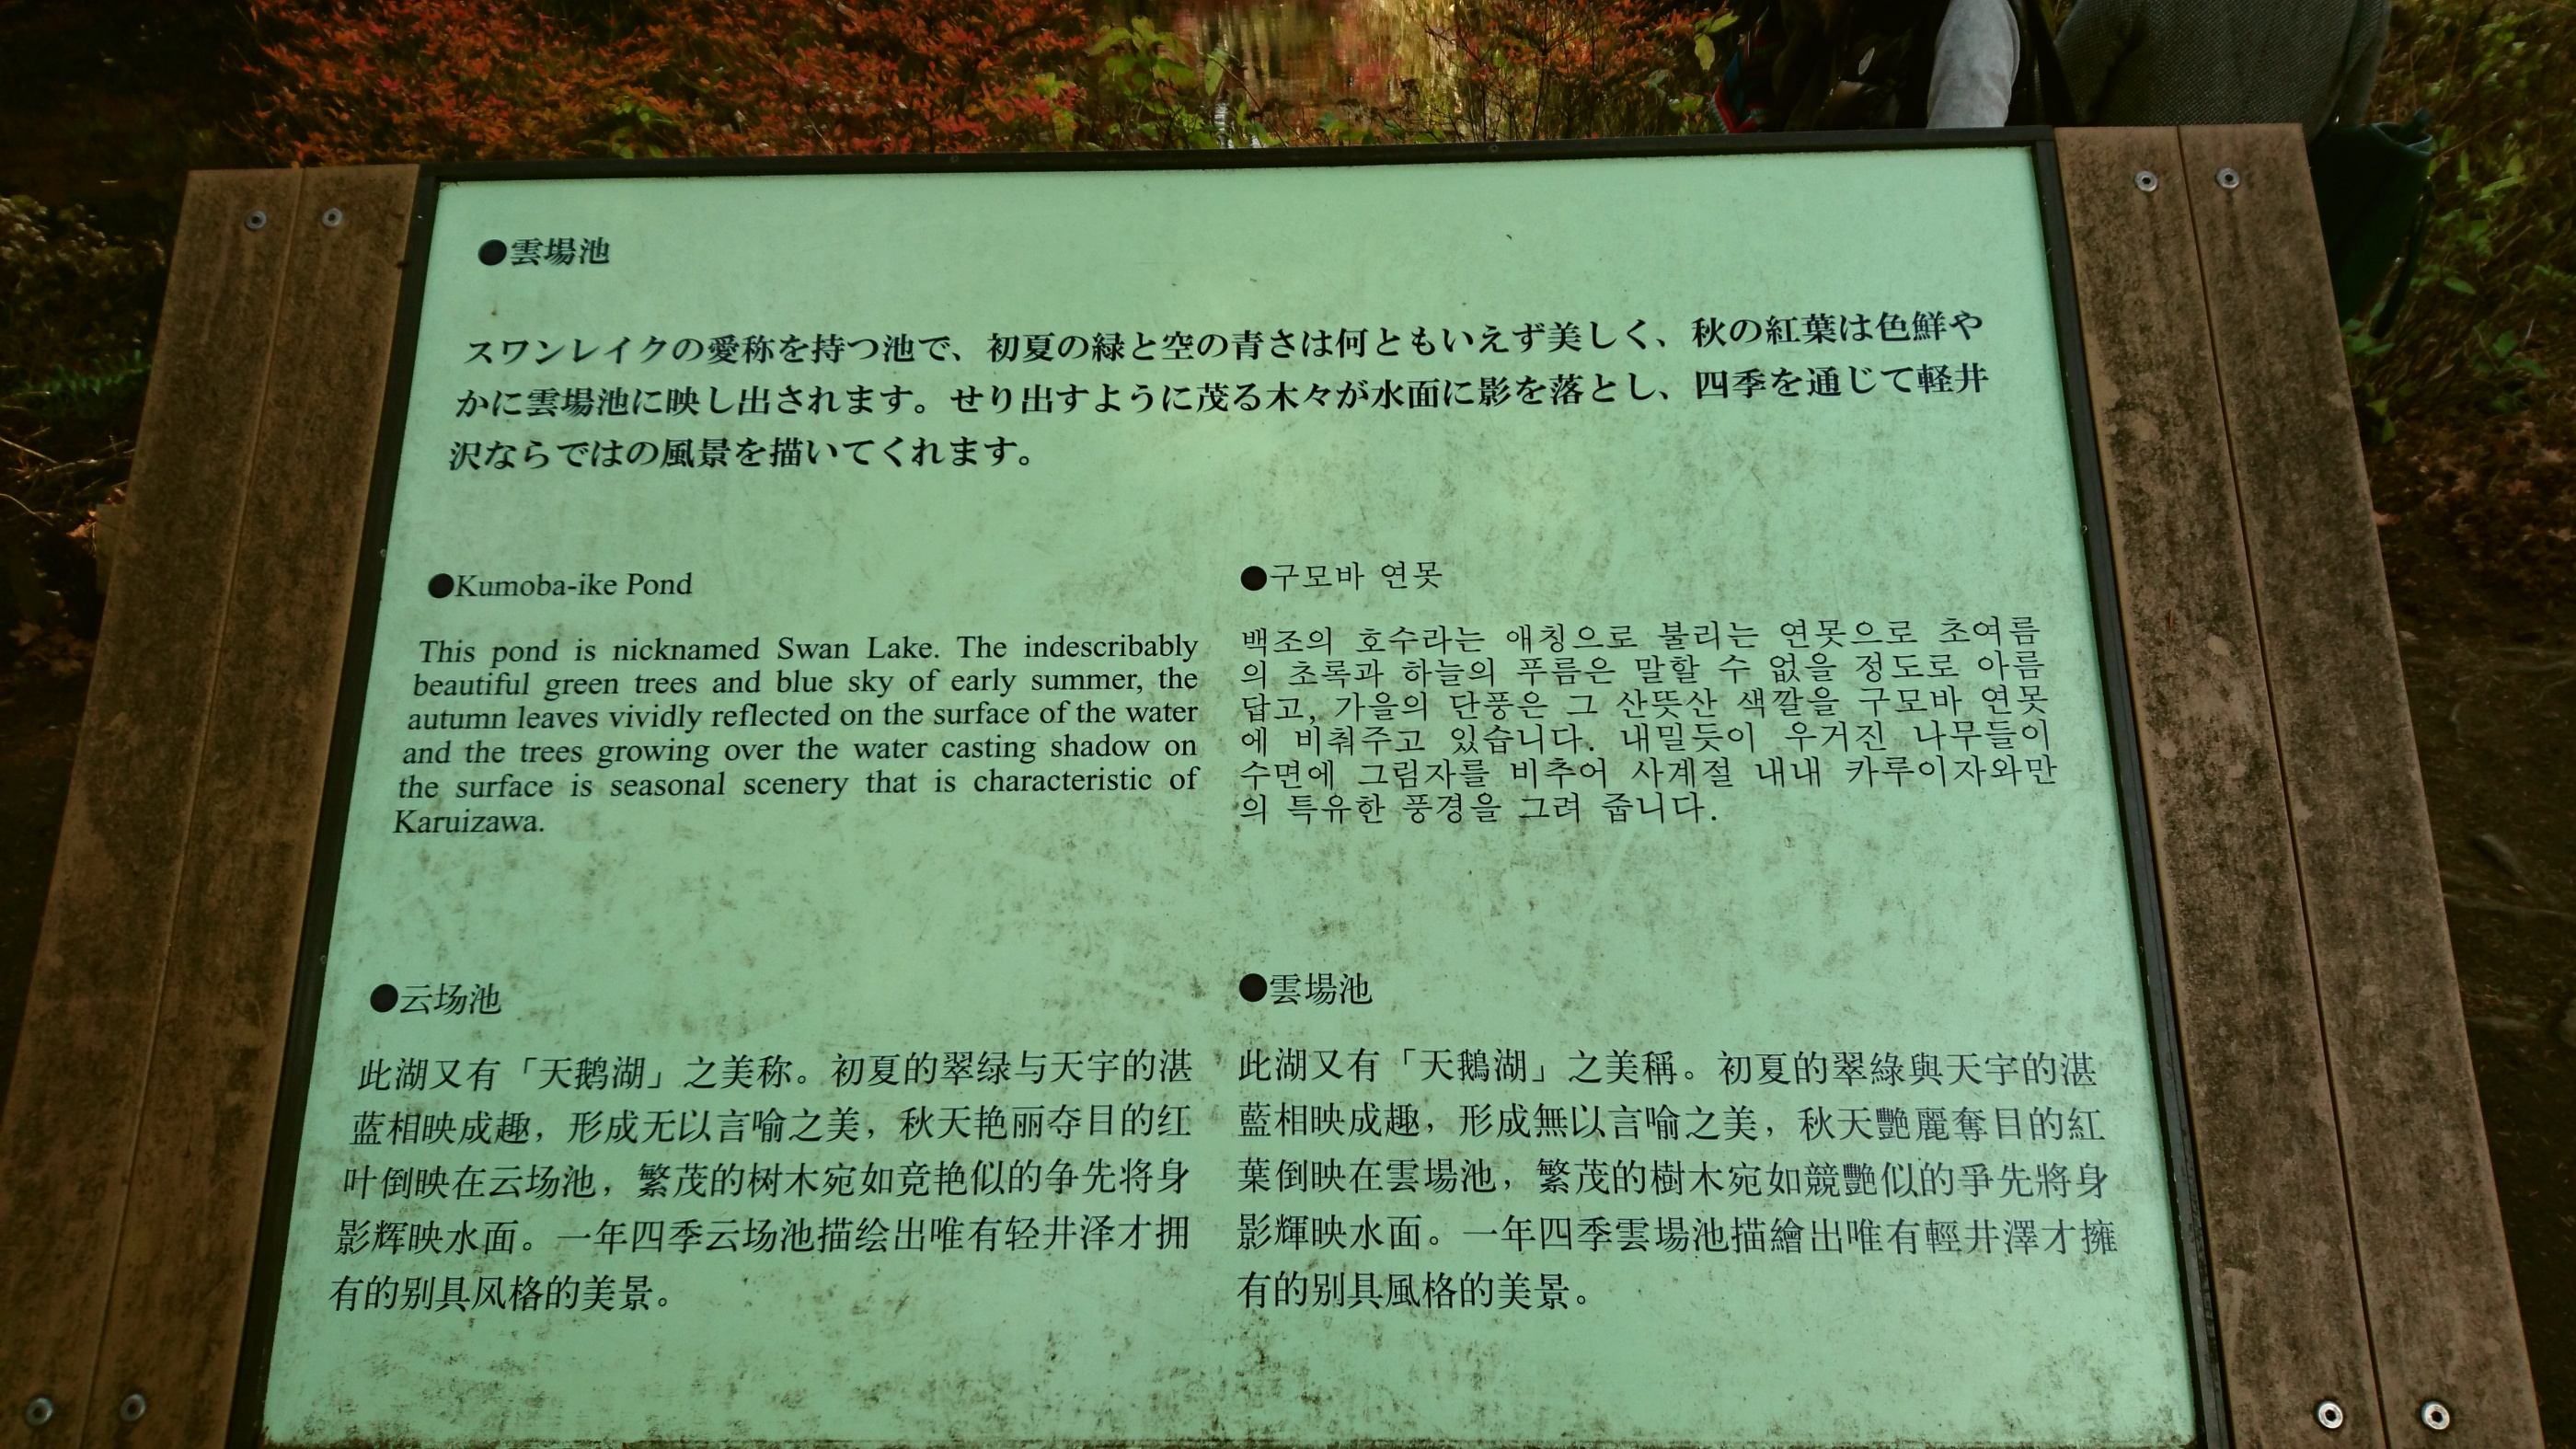 ●雲場池
スワンレイクの愛称を持つ池で、初夏の緑と空の青さは何ともいえず美しく、秋の紅葉は色鮮や
かに雲場池に映し出されます。せり出すように茂る木々が水面に影を落とし、四季を通じて軽井
沢ならではの風景を描いてくれます。
●Kumoba-ike Pond
This pond is nicknamed Swan Lake. The indescribably
beautiful green trees and blue sky of early summer, the
autumn leaves vividly reflected on the surface of the water
and the trees growing over the water casting shadow on
the surface is seasonal scenery that is characteristic of
Karuizawa.
●구모바 연못
백조의 호수라는 애칭으로 불리는 연못으로 초여름
의 초록과 하늘의 푸름은 말할 수 없을 정도로 아름
답고, 가을의 단풍은 그 산뜻산 색깔을 구모바 연못
에 비춰주고 있습니다. 내밀듯이 우거진 나무들이
수면에 그림자를 비추어 사계절 내내 카루이자와만
의 특유한 풍경을 그려 줍니다.
●云场池
此湖又有「天鹅湖」之美称。初夏的翠绿与天宇的湛
蓝相映成趣，形成无以言喻之美，秋天艳丽夺目的红
叶倒映在云场池，繁茂的树木宛如竞艳似的争先将身
影辉映水面。一年四季云场池描绘出唯有轻井泽才拥
有的别具风格的美景。
●雲場池
此湖又有「天鵝湖」之美稱。初夏的翠綠與天宇的湛
藍相映成趣，形成無以言喻之美，秋天艷麗奪目的紅
葉倒映在雲場池，繁茂的樹木宛如競艷似的爭先將身
影輝映水面。一年四季雲場池描繪出唯有輕井澤才擁
有的別具風格的美景。